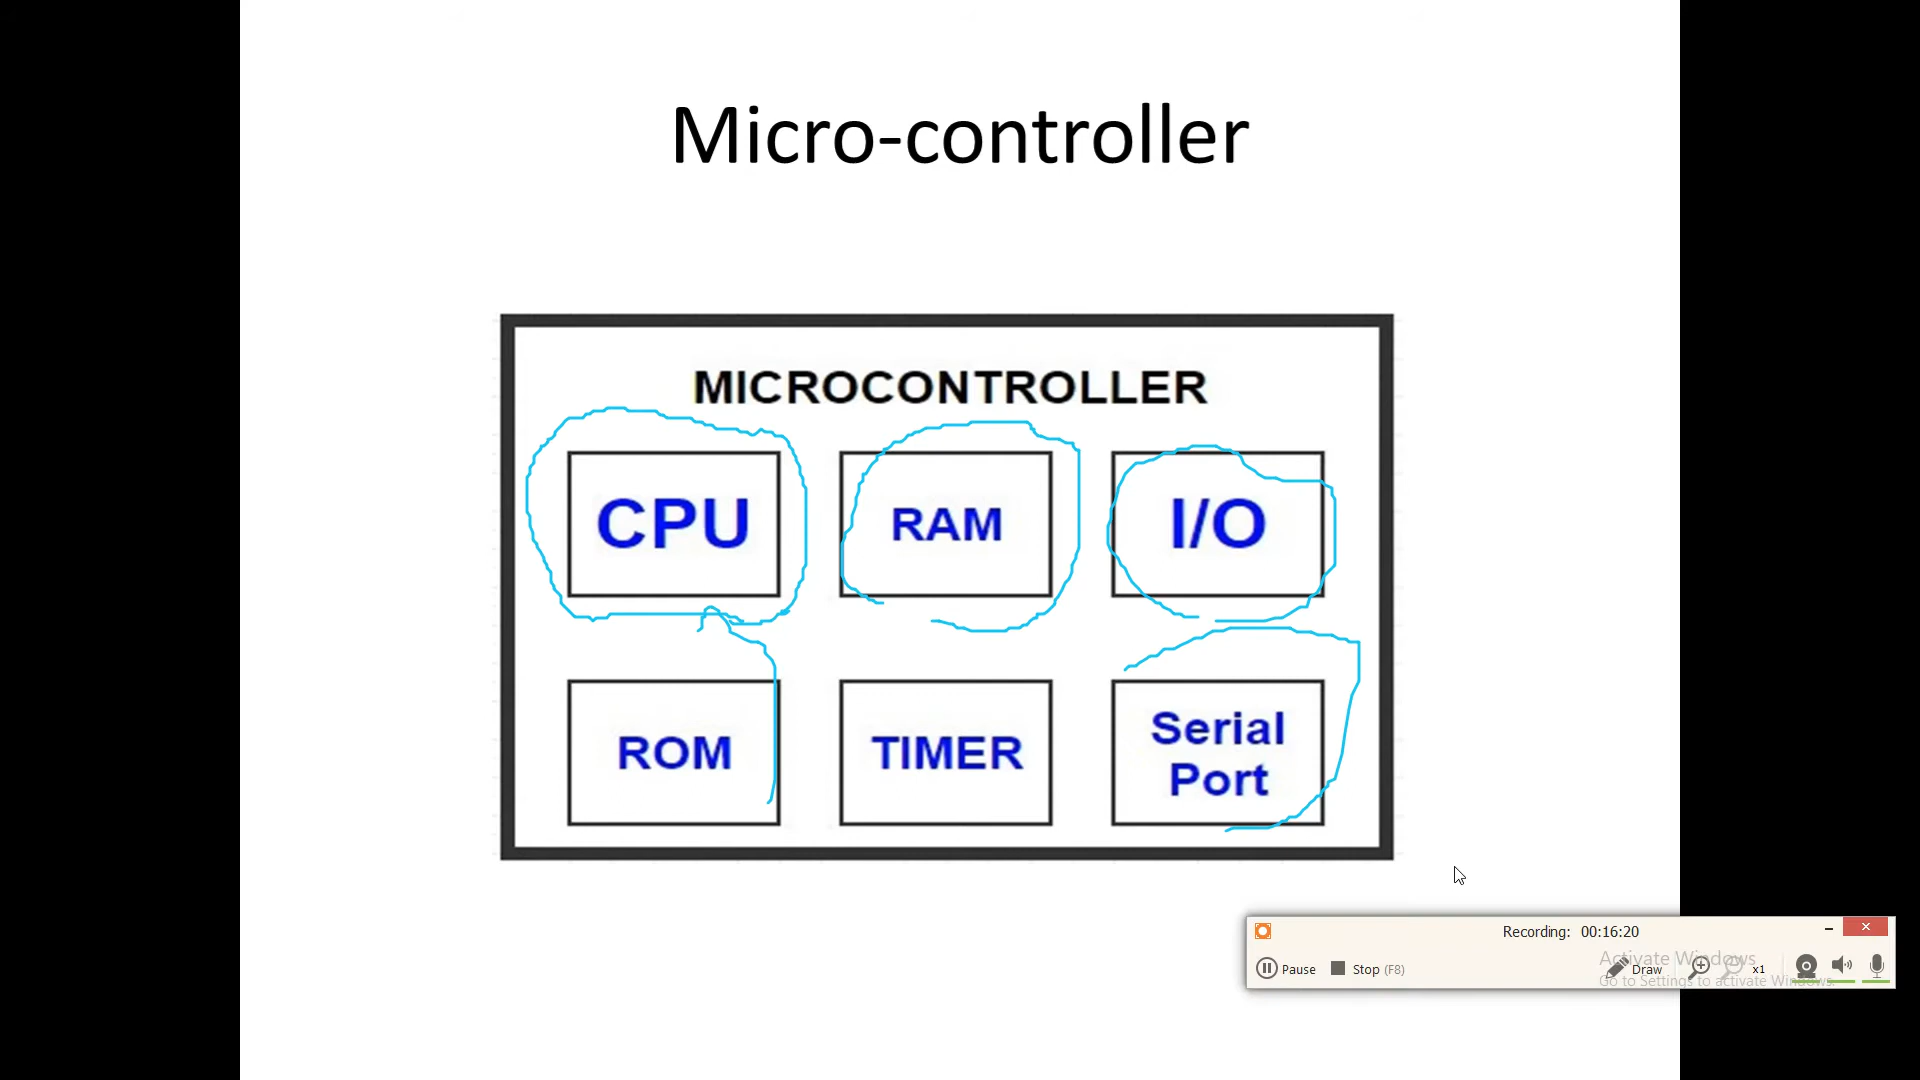 Micro-controller
MICROCONTROLLER
CPU
RAM
I/O
ROM
TIMER
Serial
Port
Recording: 00:16:20
Pause
Stop (F8)
Draw
x1
Activate Windows
Go to Settings to activate Windows.